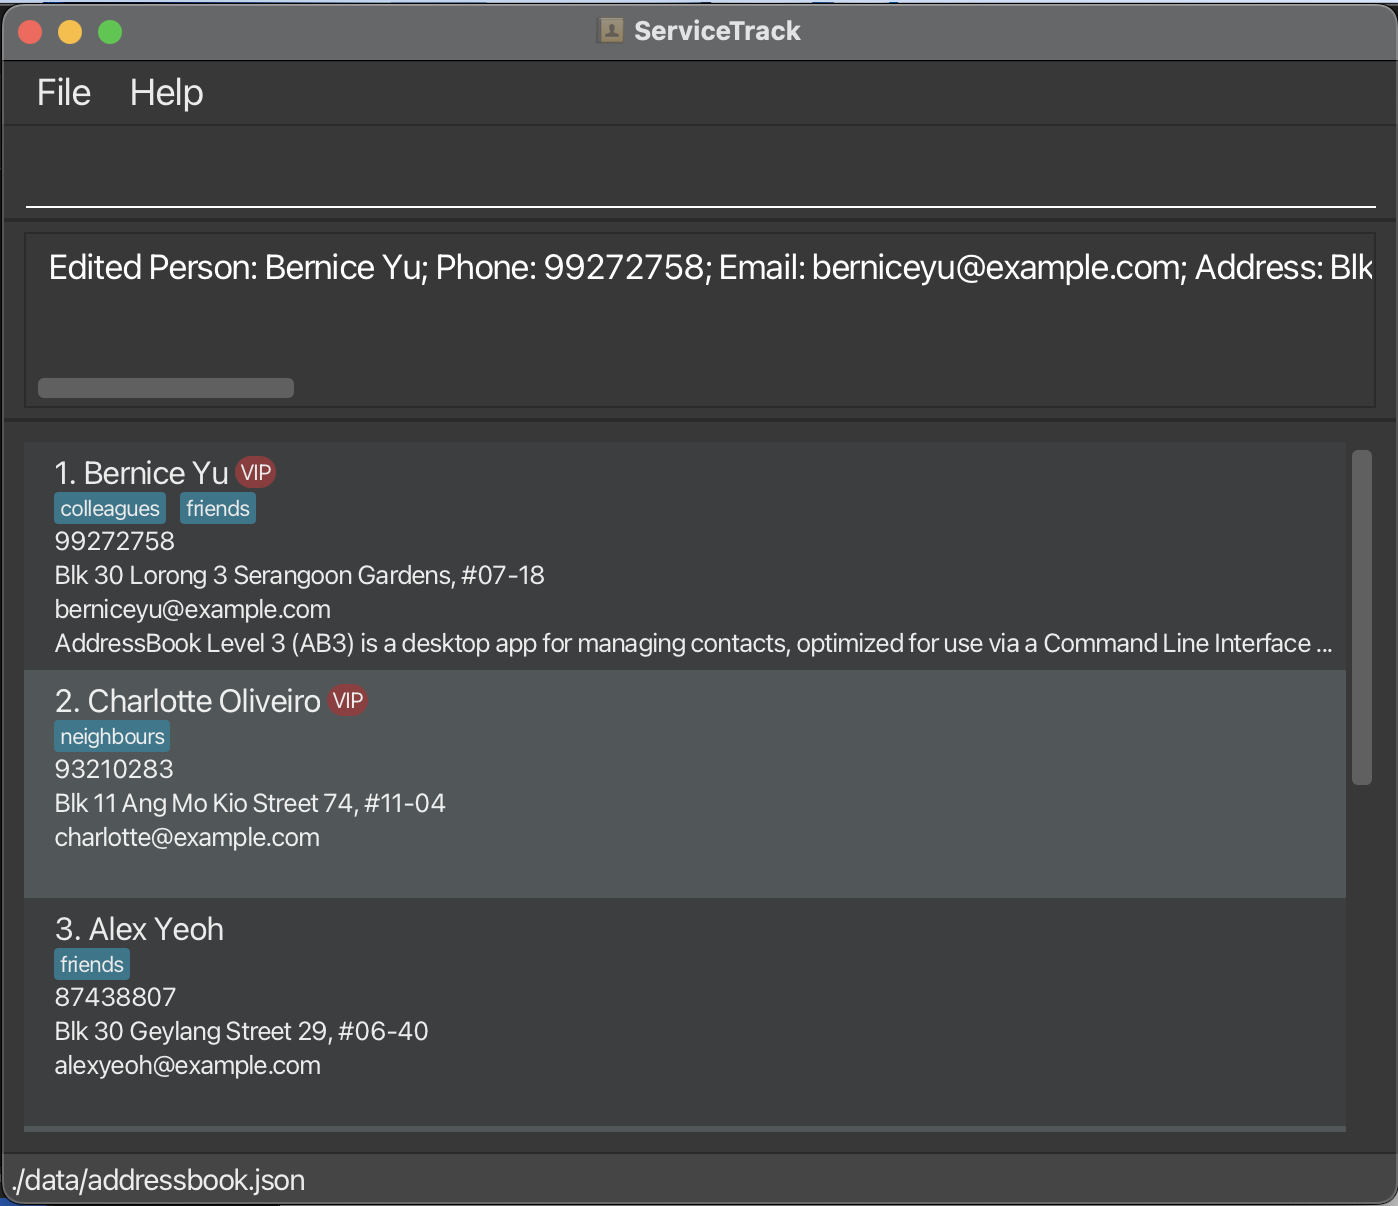 ServiceTrack
File Help
Edited Person: Bernice Yu; Phone: 99272758; Email: berniceyu@example.com; Address: Blk
1. Bernice Yu VIP
colleagues friends
99272758
Blk 30 Lorong 3 Serangoon Gardens, #07-18
berniceyu@example.com
AddressBook Level 3 (AB3) is a desktop app for managing contacts, optimized for use via a Command Line Interface ...
2. Charlotte Oliveiro VIP
neighbours
93210283
Blk 11 Ang Mo Kio Street 74, #11-04
charlotte@example.com
3. Alex Yeoh
friends
87438807
Blk 30 Geylang Street 29, #06-40
alexyeoh@example.com
./data/addressbook.json